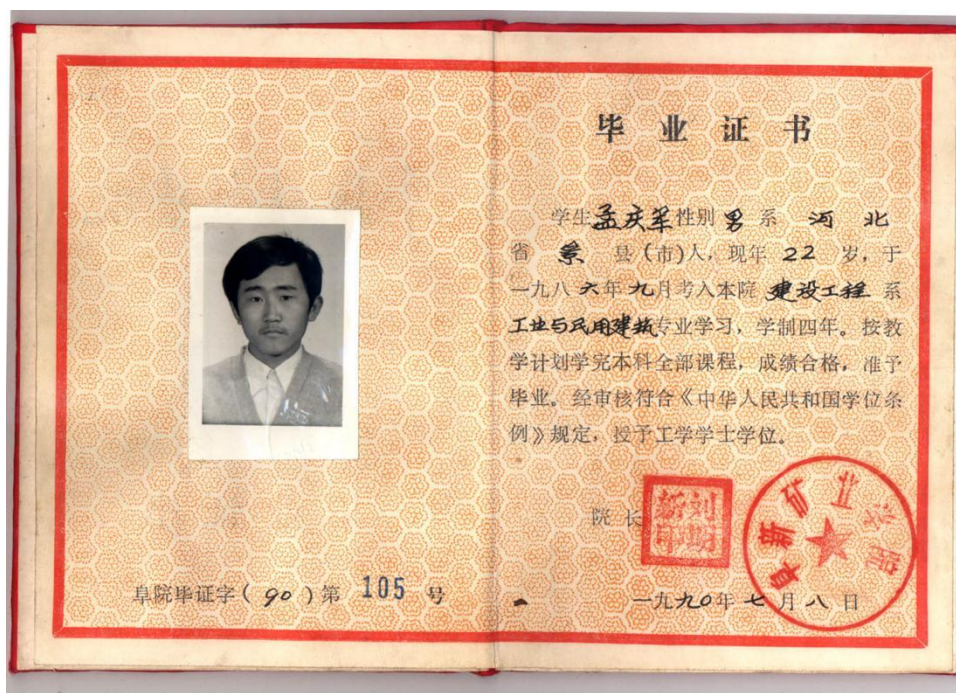 阜院毕证字(90)第 105 号
毕业证书
学生孟庆军性别 男 系 河北
省 景 县(市)人,现年 22 岁,于
一九八六年九月考入本院 建设工程 系
工业与民用建筑专业学习,学制四年。按教
学计划学完本科全部课程,成绩合格,准予
毕业。经审核符合《中华人民共和国学位条
例》规定,授予工学学士学位。
院长
刘明
新印
阜新矿业学院
一九九〇年七月八日